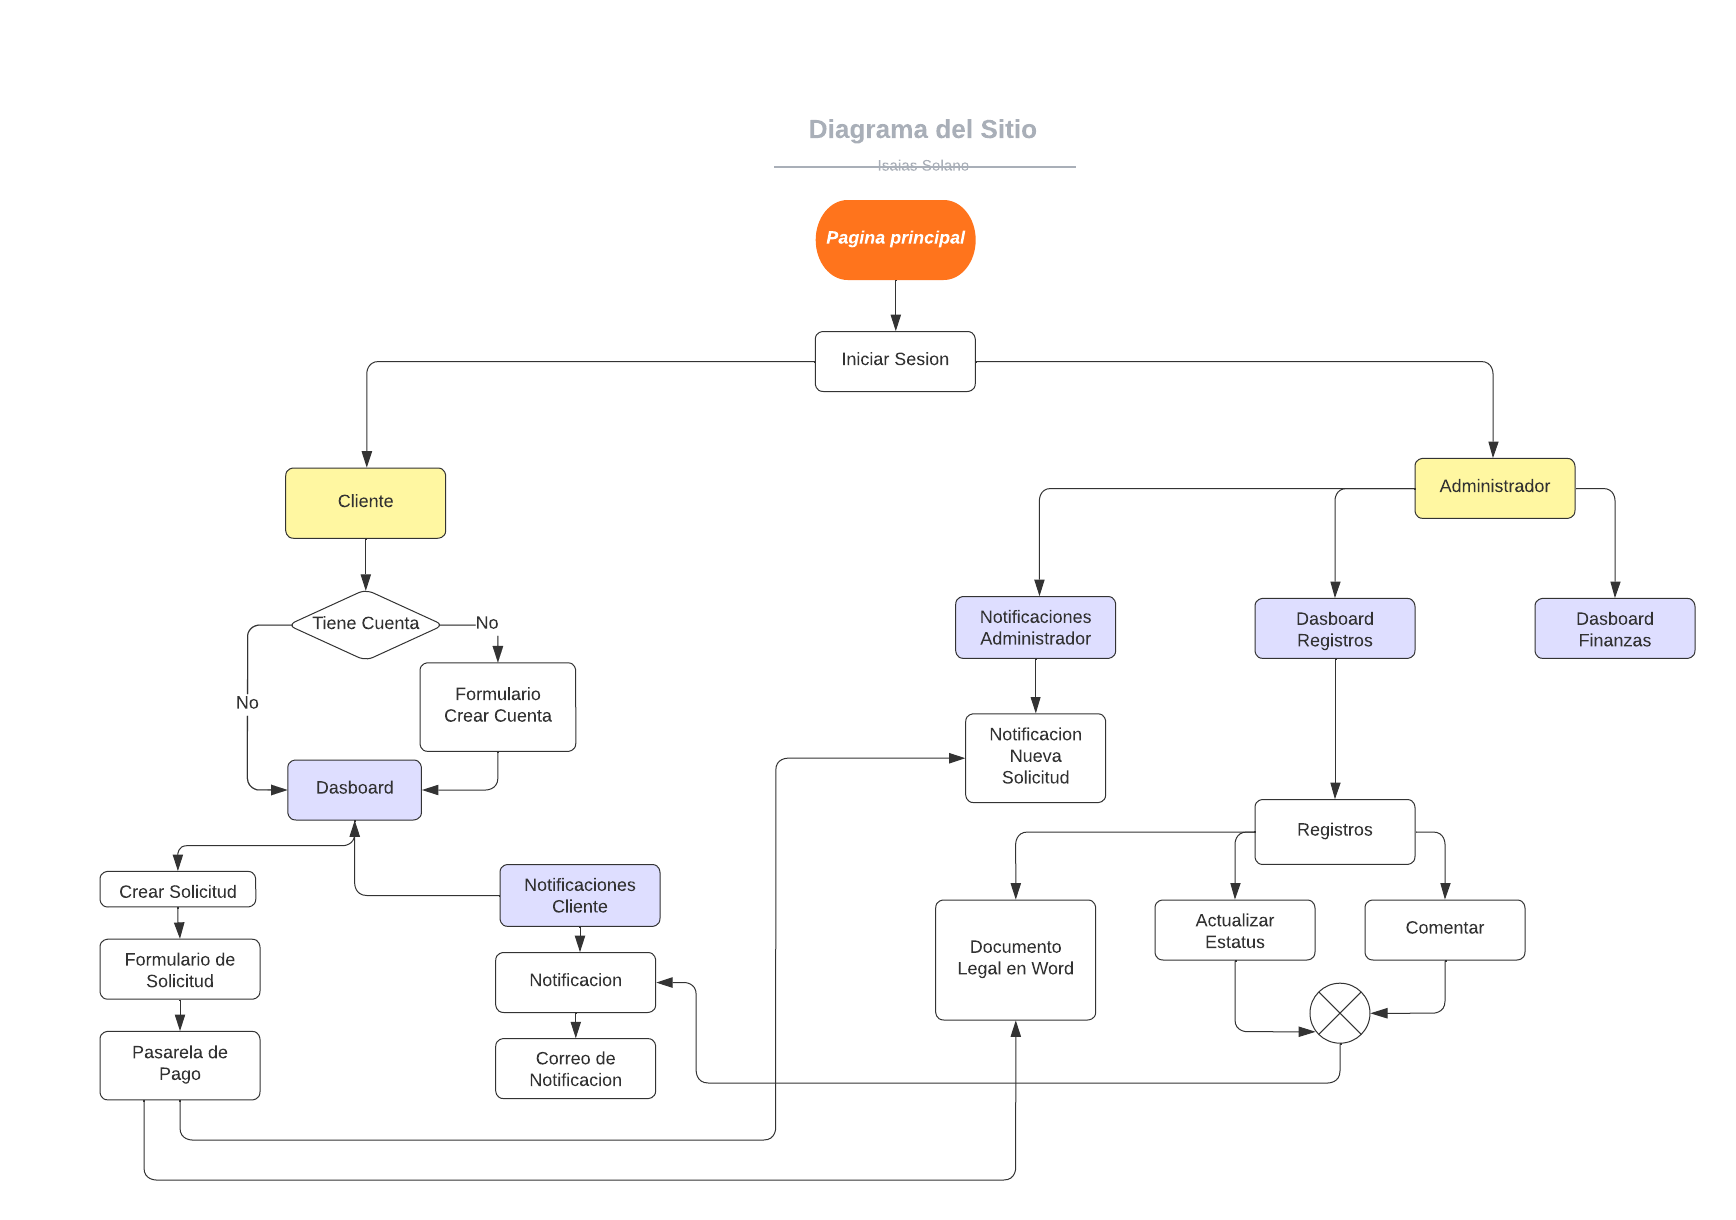 Diagrama del Sitio
Isaias Solano
Pagina principal
Iniciar Sesion
Cliente
Administrador
Tiene Cuenta
No
No
Formulario
Crear Cuenta
Dasboard
Notificaciones
Administrador
Dasboard
Registros
Dasboard
Finanzas
Notificacion
Nueva
Solicitud
Registros
Crear Solicitud
Notificaciones
Cliente
Formulario de
Solicitud
Notificacion
Documento
Legal en Word
Actualizar
Estatus
Comentar
Pasarela de
Pago
Correo de
Notificacion